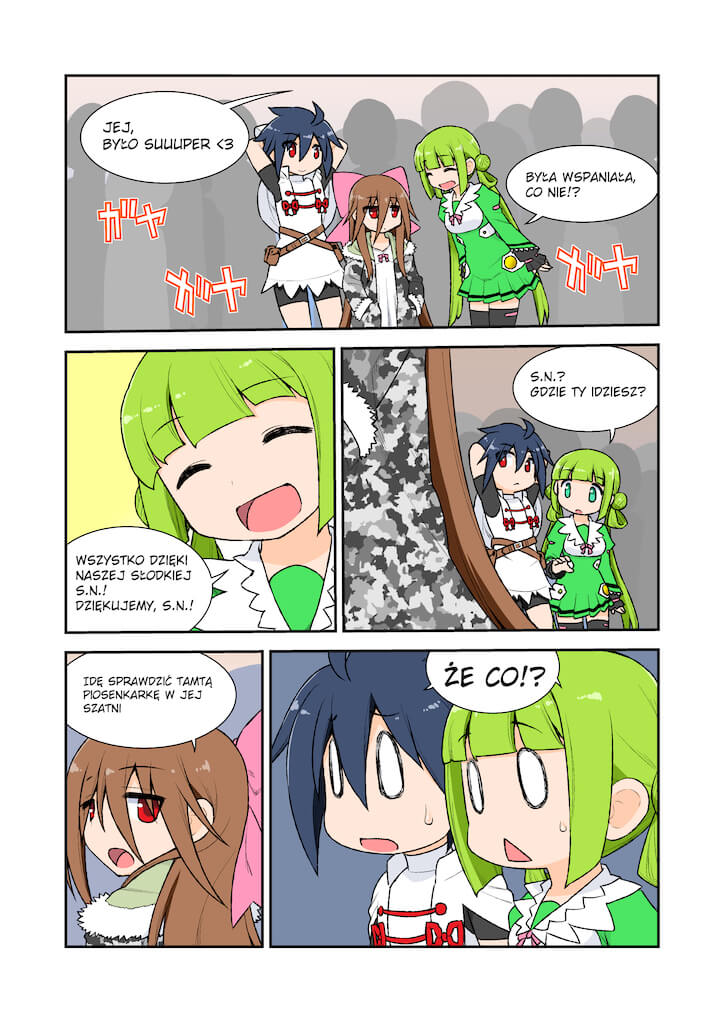 JEJ,
BYŁO SUUUPER <3
BYŁA WSPANIAŁA,
CO NIE!?
ガヤ
ガヤ
ガヤ
WSZYSTKO DZIĘKI
NASZEJ SŁODKIEJ
S.N.!
DZIĘKUJEMY, S.N.!
S.N.?
GDZIE TY IDZIESZ?
IDĘ SPRAWDZIĆ TAMTĄ
PIOSENKARKĘ W JEJ
SZATNI
ŻE CO!?